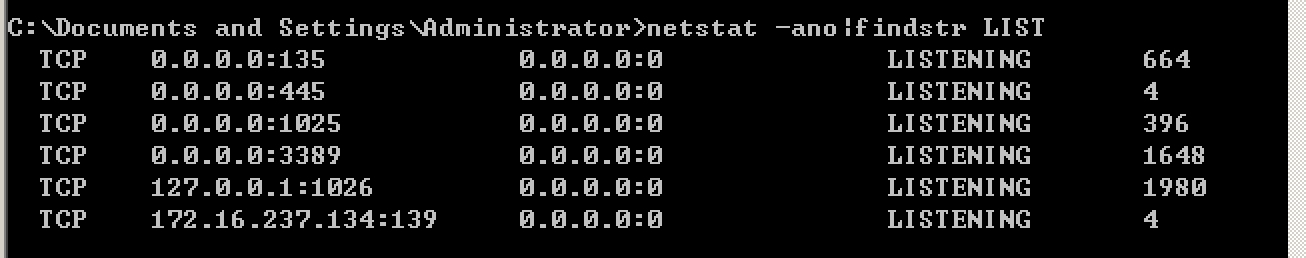 C:\Documents and Settings\Administrator>netstat -ano|findstr LIST
TCP 0.0.0.0:135 0.0.0.0:0 LISTENING 664
TCP 0.0.0.0:445 0.0.0.0:0 LISTENING 4
TCP 0.0.0.0:1025 0.0.0.0:0 LISTENING 396
TCP 0.0.0.0:3389 0.0.0.0:0 LISTENING 1648
TCP 127.0.0.1:1026 0.0.0.0:0 LISTENING 1980
TCP 172.16.237.134:139 0.0.0.0:0 LISTENING 4